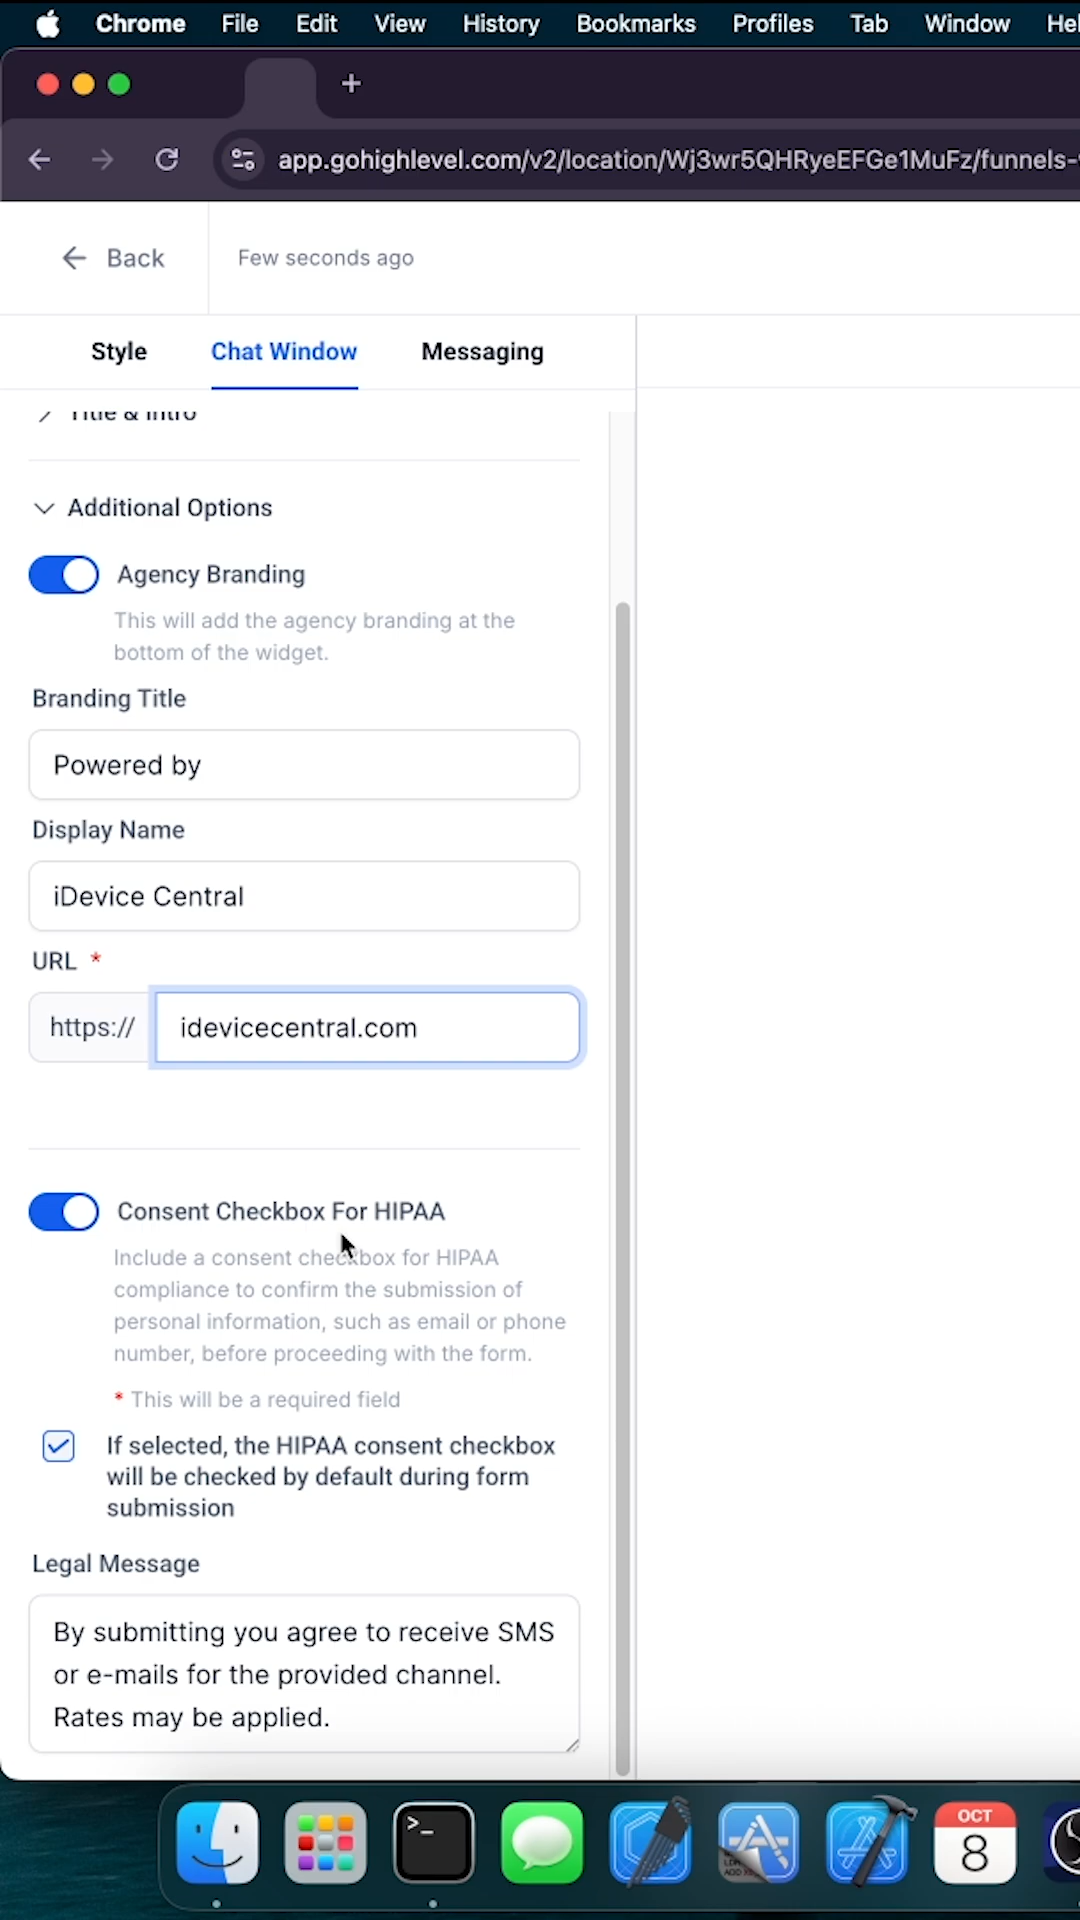 Chrome File Edit View History Bookmarks Profiles Tab Window
app.gohighlevel.com/v2/location/Wj3wr5QHRyeEFGe1MuFz/funnels-
Back Few seconds ago
Style Chat Window Messaging
Title & Intro
Additional Options
Agency Branding
This will add the agency branding at the
bottom of the widget.
Branding Title
Powered by
Display Name
iDevice Central
URL *
https:// idevicecentral.com
Consent Checkbox For HIPAA
Include a consent checkbox for HIPAA
compliance to confirm the submission of
personal information, such as email or phone
number, before proceeding with the form.
* This will be a required field
If selected, the HIPAA consent checkbox
will be checked by default during form
submission
Legal Message
By submitting you agree to receive SMS
or e-mails for the provided channel.
Rates may be applied.
OCT
8